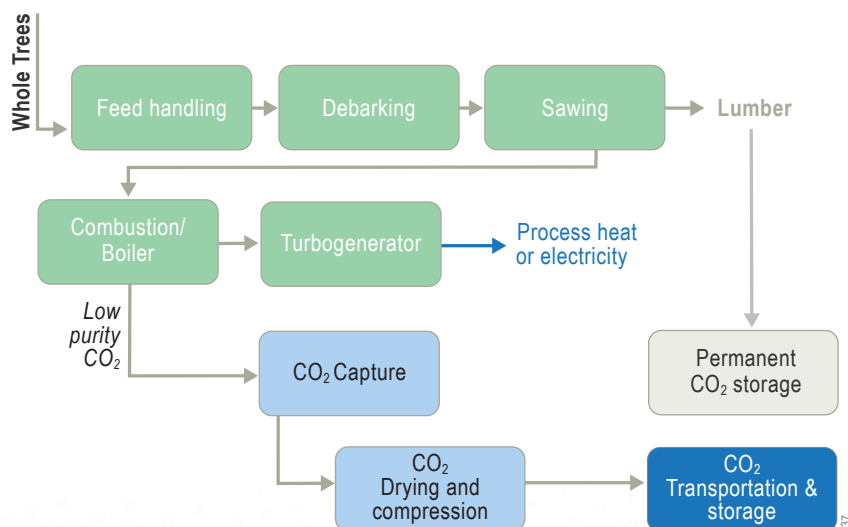 Whole Trees
Feed handling
Debarking
Sawing
Lumber
Combustion/
Boiler
Turbogenerator
Process heat
or electricity
Low
purity
CO₂
CO₂ Capture
Permanent
CO₂ storage
CO₂
Drying and
compression
CO₂
Transportation &
storage
37